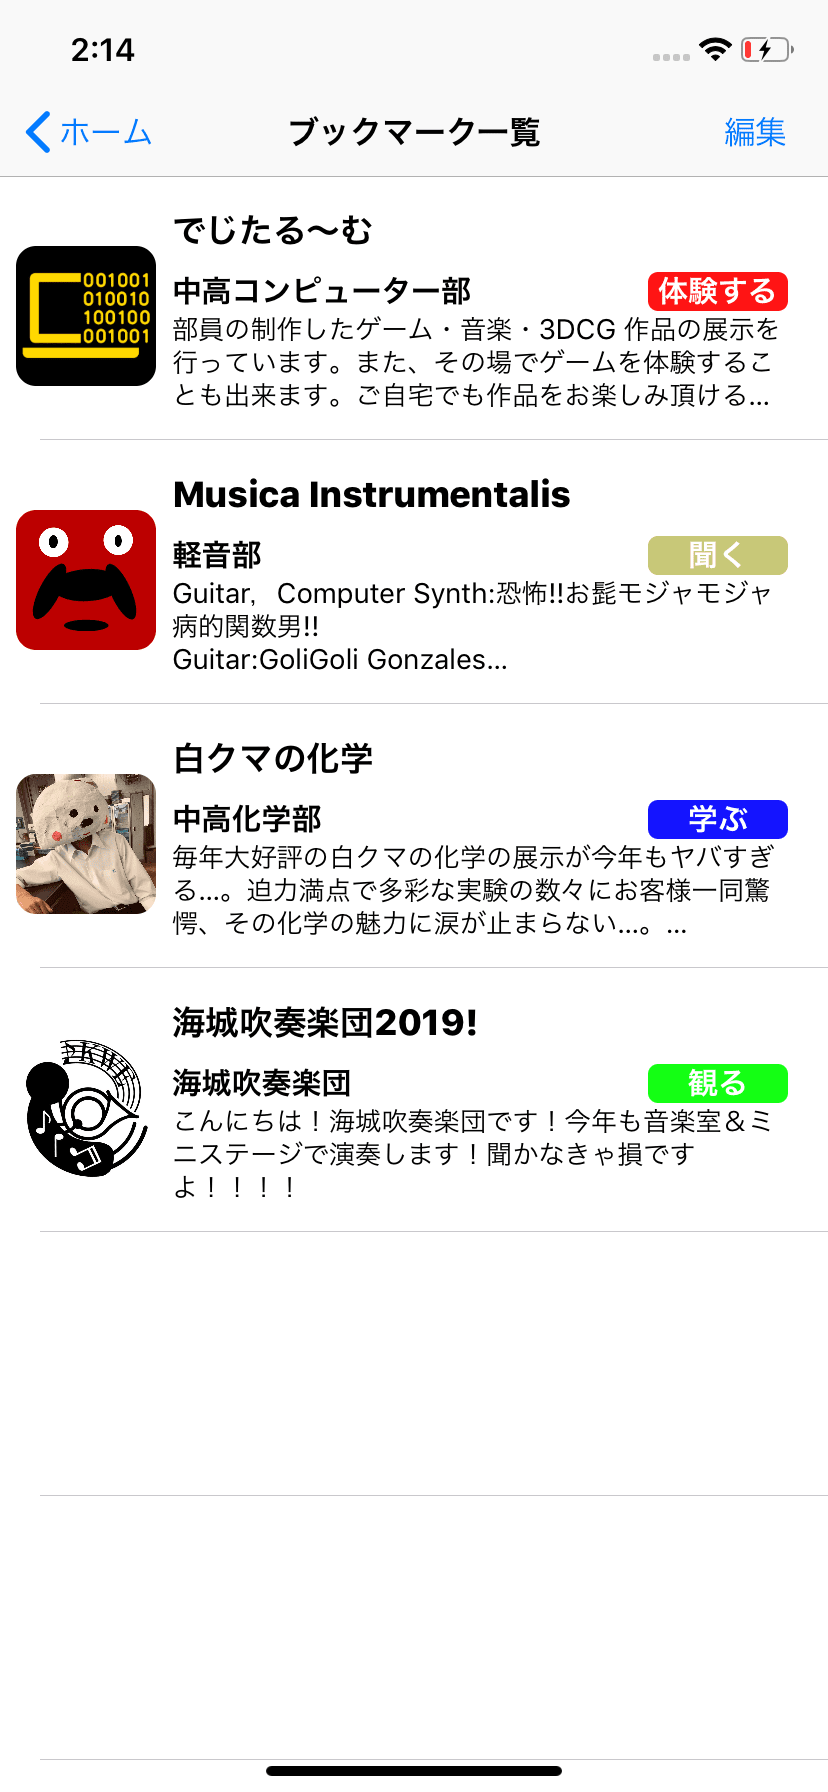 2:14
ホーム
ブックマーク一覧
編集
でじたる〜む
001001
010010
100100
001001
中高コンピューター部
体験する
部員の制作したゲーム・音楽・3DCG 作品の展示を
行っています。また、その場でゲームを体験するこ
とも出来ます。ご自宅でも作品をお楽しみ頂ける...
Musica Instrumentalis
軽音部
聞く
Guitar,  Computer Synth:恐怖!!お髭モジャモジャ
病的関数男!!
Guitar:GoliGoli Gonzales...
白クマの化学
中高化学部
学ぶ
毎年大好評の白クマの化学の展示が今年もヤバすぎ
る...。迫力満点で多彩な実験の数々にお客様一同驚
愕、その化学の魅力に涙が止まらない...。...
海城吹奏楽団2019!
海城吹奏楽団
観る
こんにちは！海城吹奏楽団です！今年も音楽室＆ミ
ニステージで演奏します！聞かなきゃ損です
よ！！！！